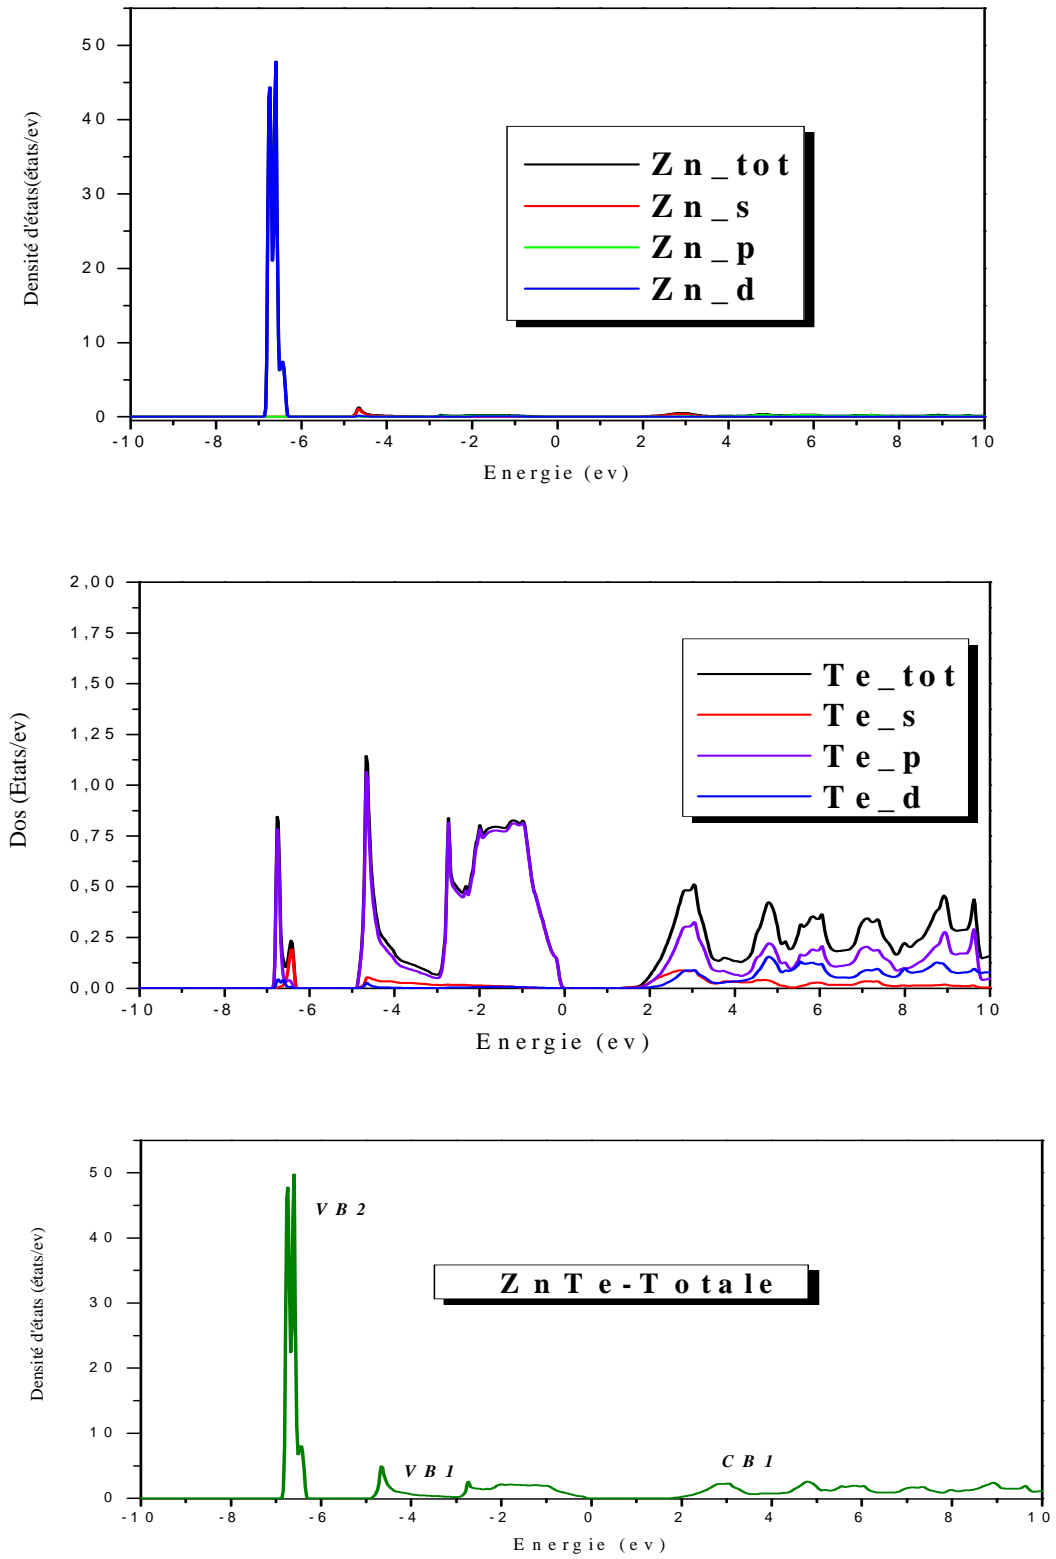 50
40
30
20
10
0
Densité d'états(états/ev)
Zn_tot
Zn_s
Zn_p
Zn_d
-10 -8 -6 -4 -2 0 2 4 6 8 10
Energie (ev)
2,00
1,75
1,50
1,25
1,00
0,75
0,50
0,25
0,00
Dos (Etats/ev)
Te_tot
Te_s
Te_p
Te_d
-10 -8 -6 -4 -2 0 2 4 6 8 10
Energie (ev)
50
40
30
20
10
0
Densité d'états (états/ev)
VB2
ZnTe-Totale
VB1
CB1
-10 -8 -6 -4 -2 0 2 4 6 8 10
Energie (ev)